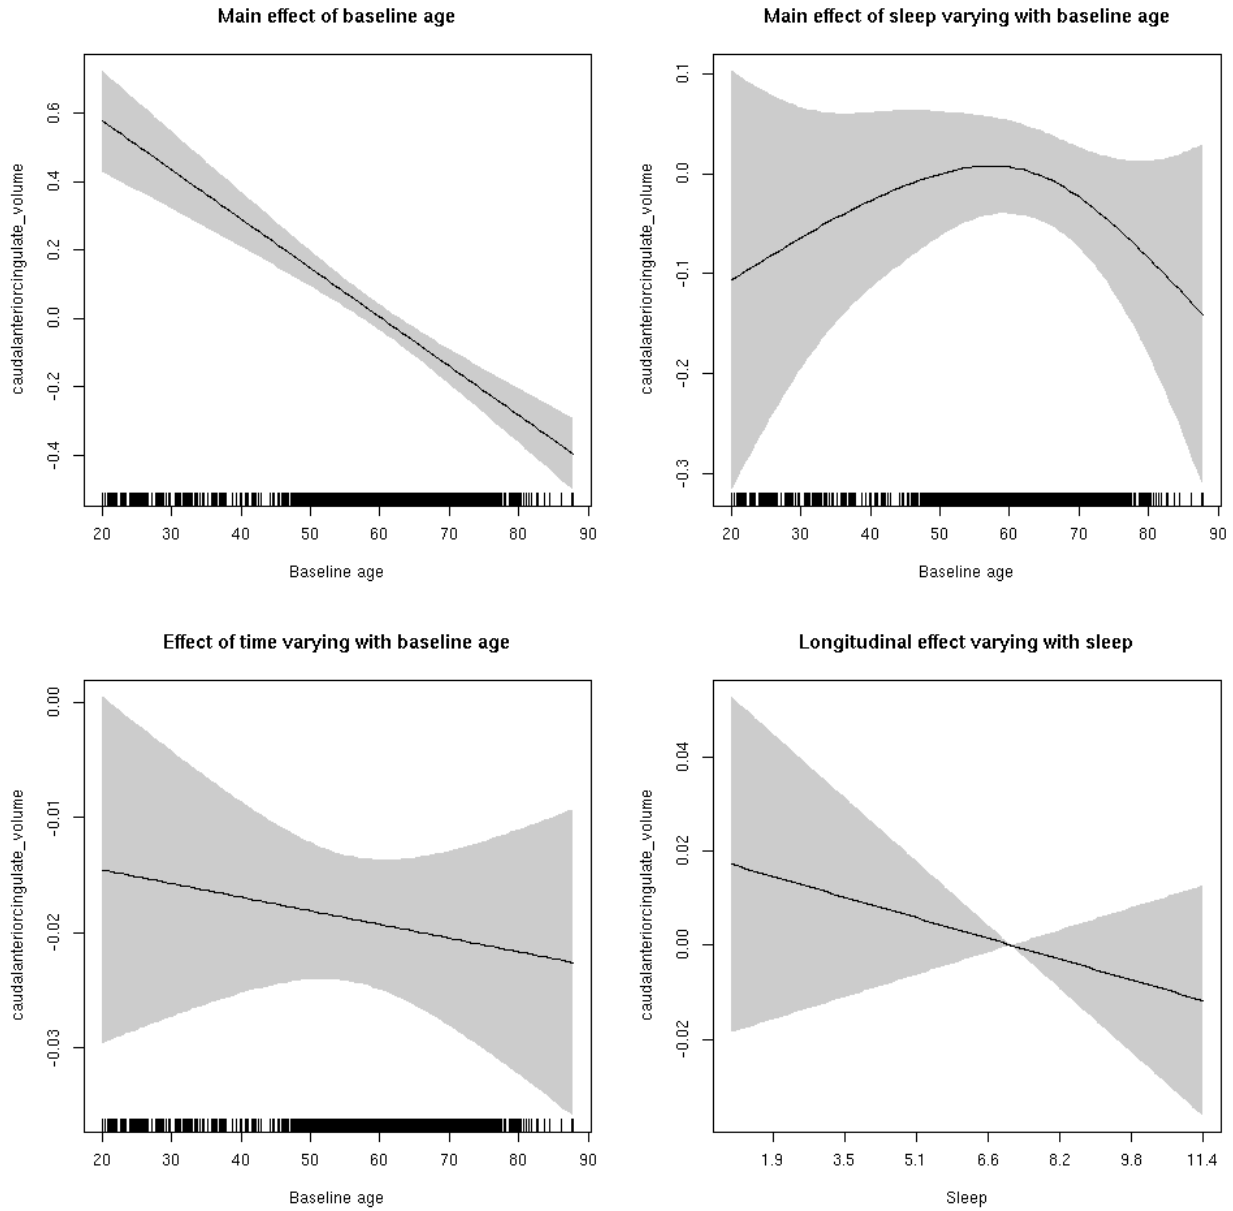 Main effect of baseline age
caudalanteriorcingulate_volume
0.6
0.4
0.2
0.0
-0.2
-0.4
20 30 40 50 60 70 80 90
Baseline age
Main effect of sleep varying with baseline age
caudalanteriorcingulate_volume
0.1
0.0
-0.1
-0.2
-0.3
20 30 40 50 60 70 80 90
Baseline age
Effect of time varying with baseline age
caudalanteriorcingulate_volume
0.00
-0.01
-0.02
-0.03
20 30 40 50 60 70 80 90
Baseline age
Longitudinal effect varying with sleep
caudalanteriorcingulate_volume
0.04
0.02
0.00
-0.02
1.9 3.5 5.1 6.6 8.2 9.8 11.4
Sleep